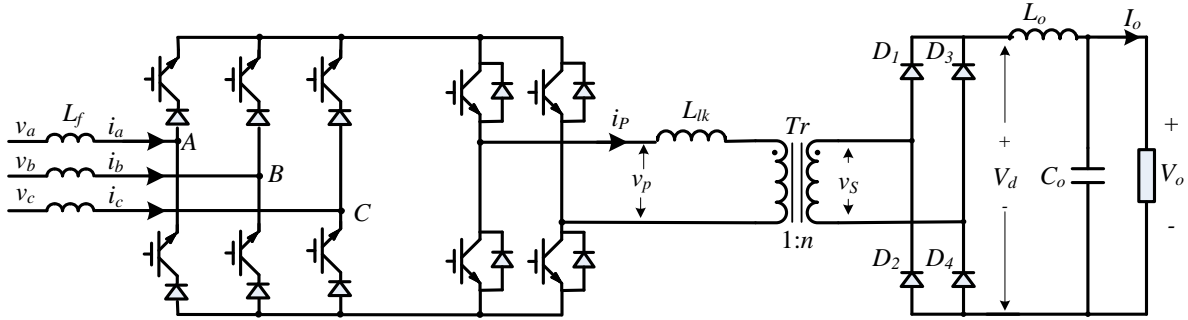 L_f
v_a i_a A
v_b i_b B
v_c i_c C
i_P L_lk
v_p
Tr
1:n
v_S
D_1 D_3
D_2 D_4
L_o I_o
+
V_d
-
C_o
+
V_o
-